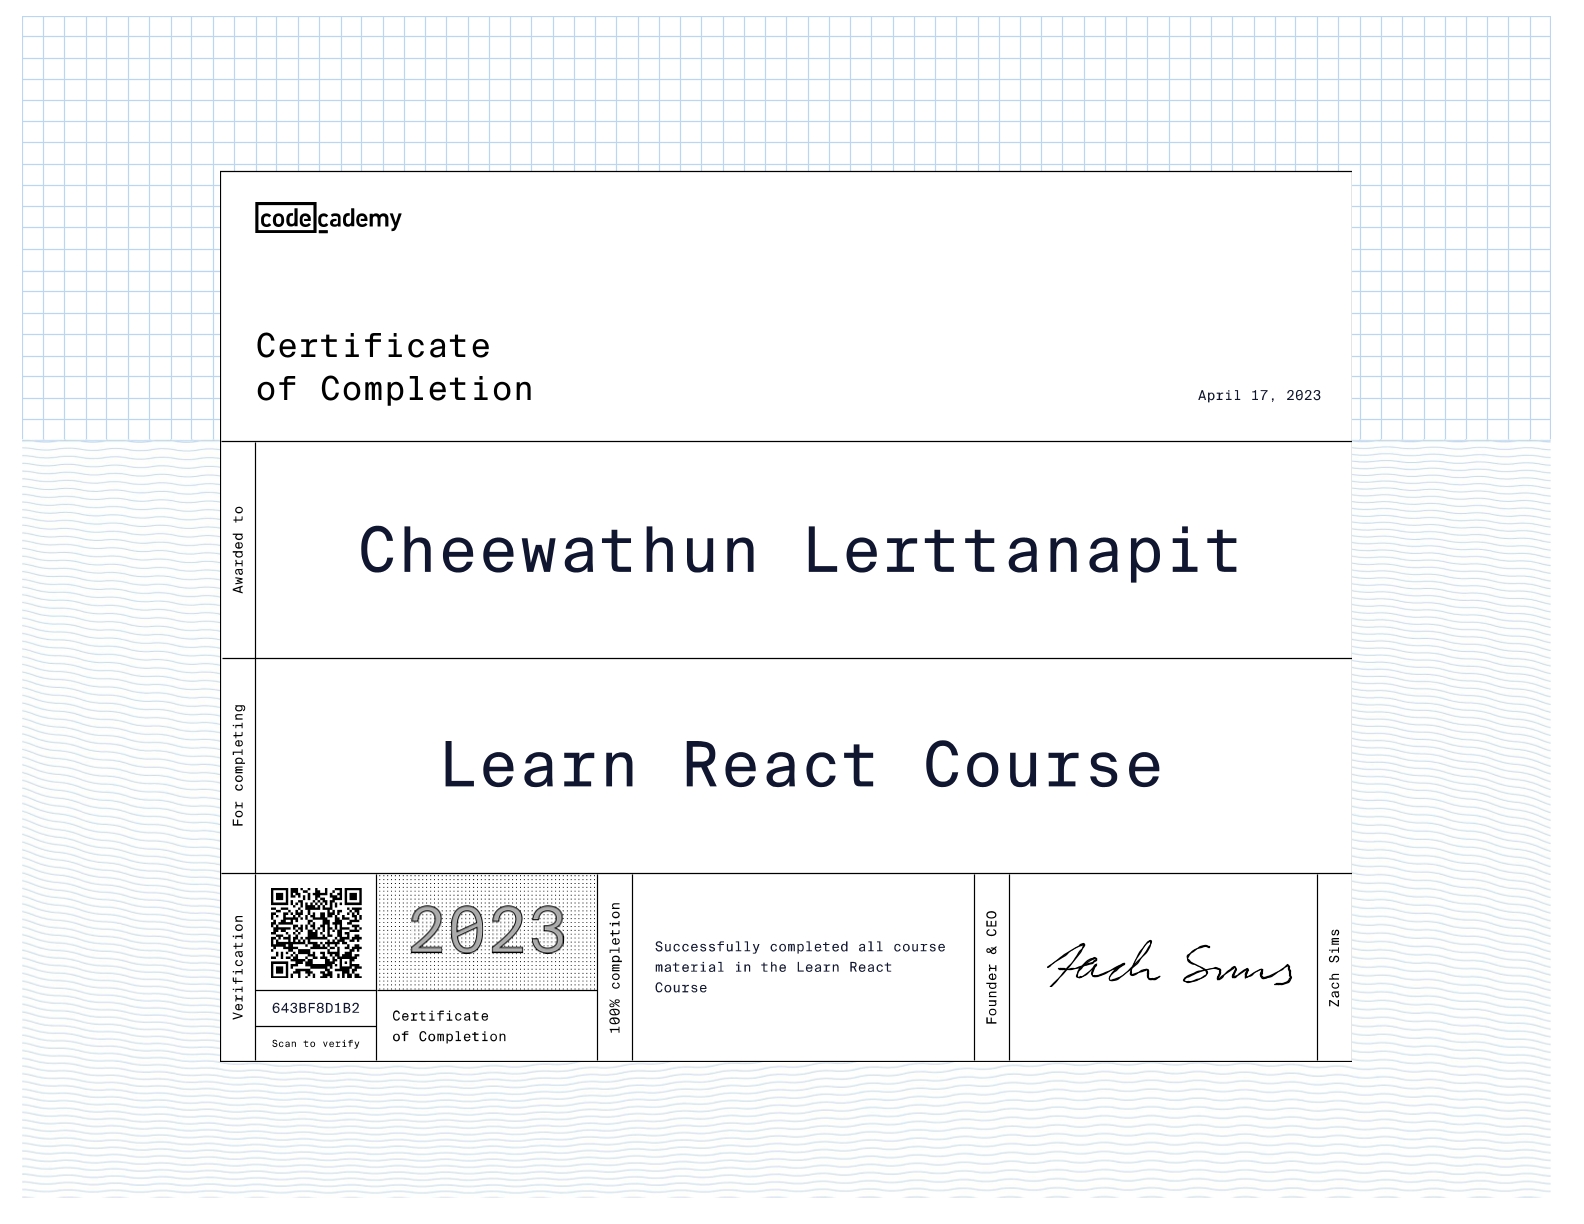 codecademy
Certificate
of Completion
April 17, 2023
Awarded to
Cheewathun Lerttanapit
For completing
Learn React Course
Verification
643BF8D1B2
Scan to verify
2023
Certificate
of Completion
100% completion
Successfully completed all course
material in the Learn React
Course
Founder & CEO
Zach Sims
Zach Sims